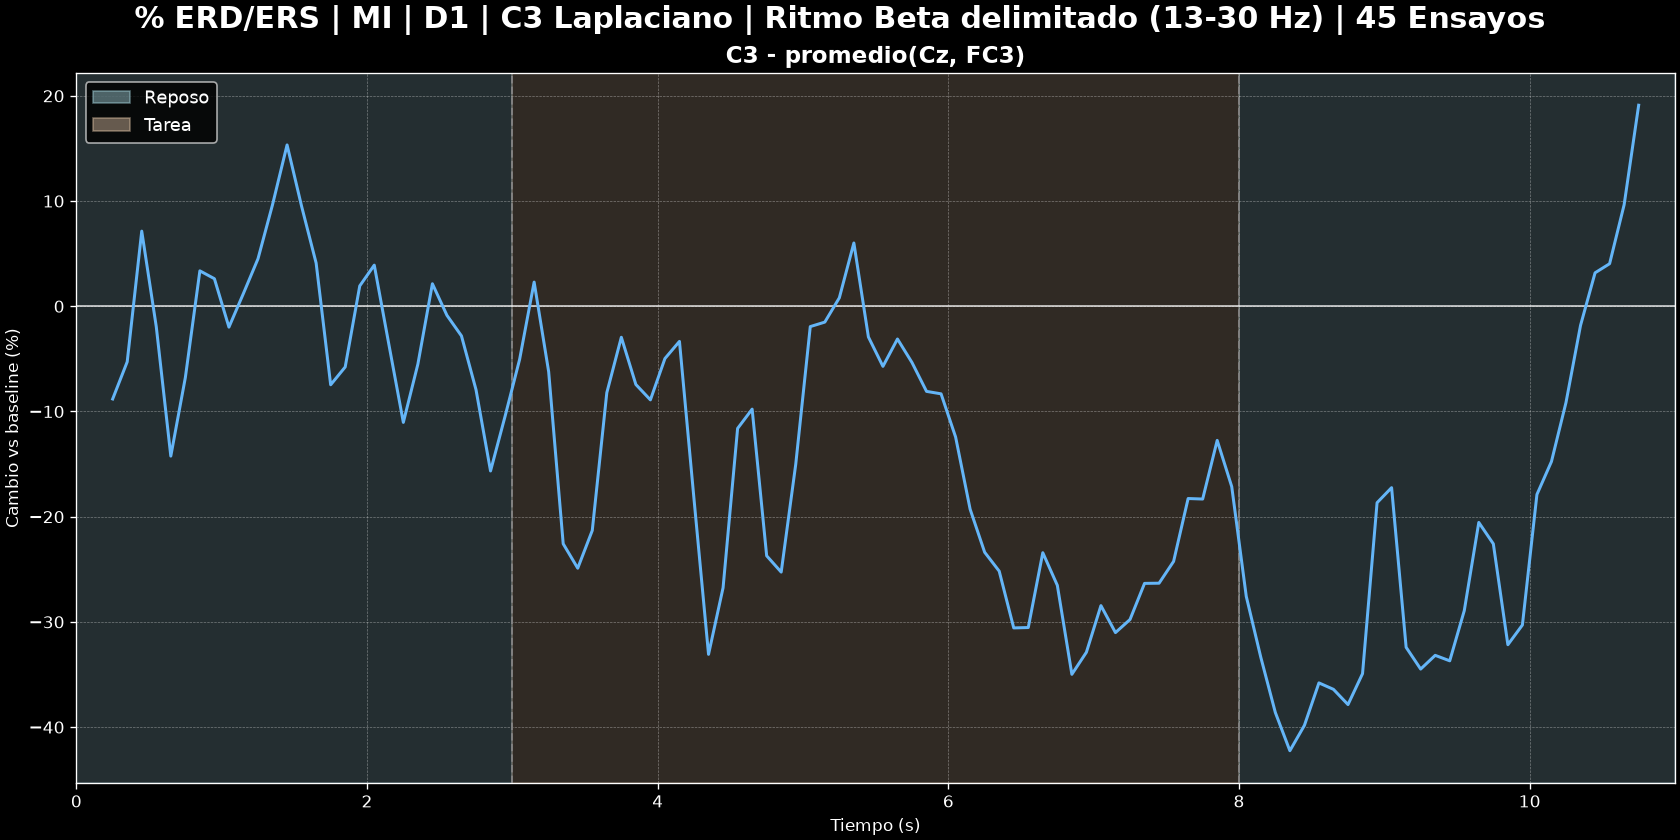 % ERD/ERS | MI | D1 | C3 Laplaciano | Ritmo Beta delimitado (13-30 Hz) | 45 Ensayos
C3 - promedio(Cz, FC3)
Reposo
Tarea
Cambio vs baseline (%)
20
10
0
−10
−20
−30
−40
0
2
4
6
8
10
Tiempo (s)